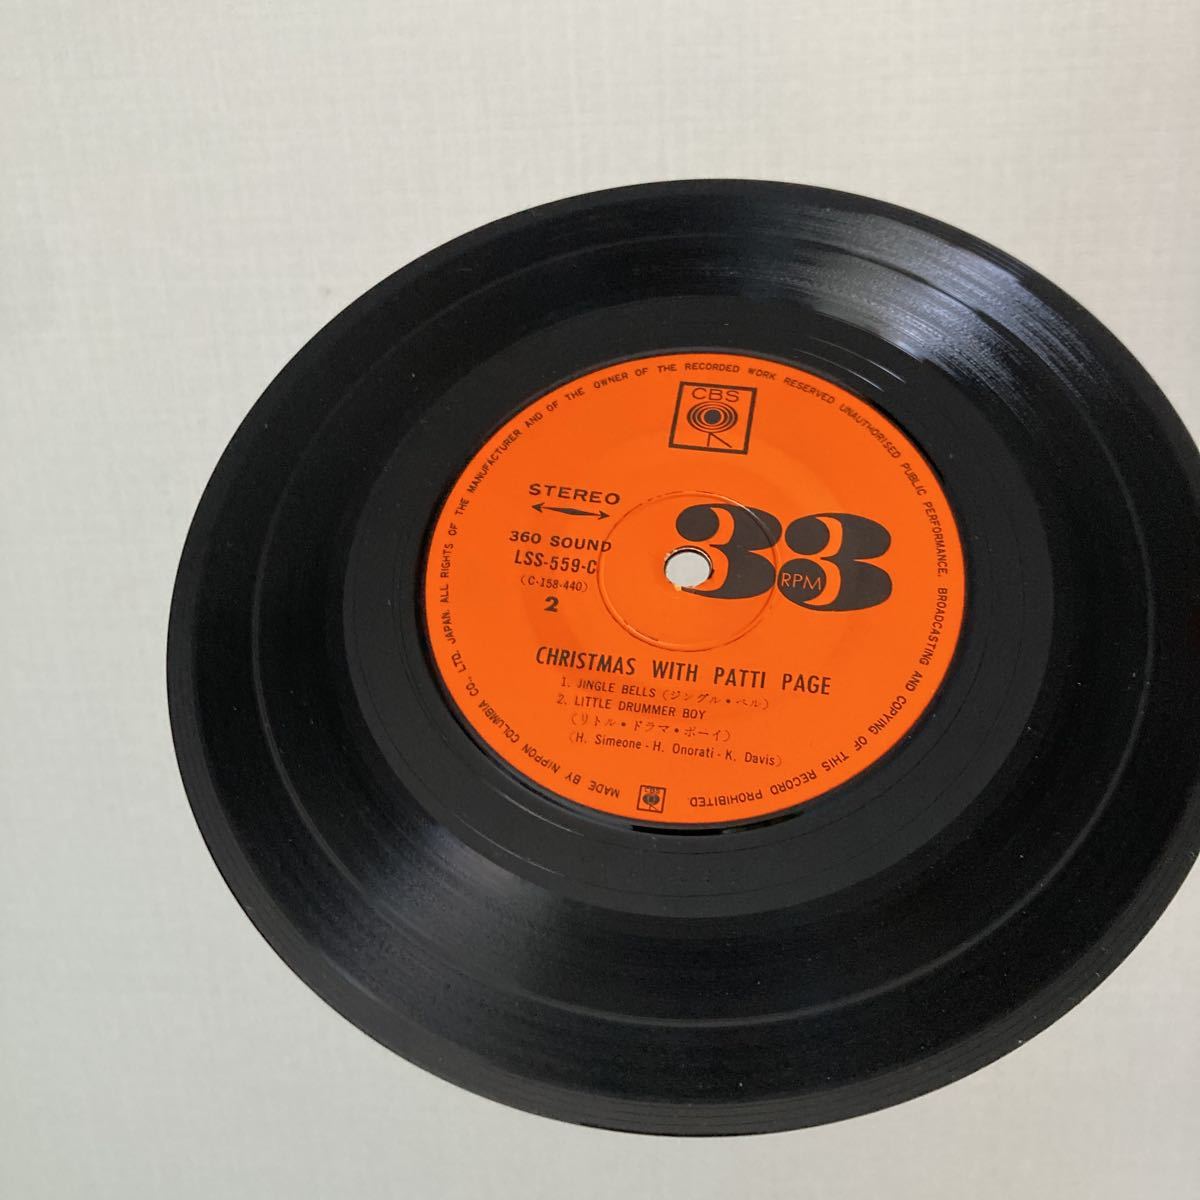 CBS
STEREO
360 SOUND
LSS-559-C
(C-158-440)
2
33
RPM
CHRISTMAS WITH PATTI PAGE
1. JINGLE BELLS (ジングル・ベル)
2. LITTLE DRUMMER BOY
(リトル・ドラマ・ボーイ)
(H. Simeone - H. Onorati - K. Davis)
MADE BY NIPPON COLUMBIA CO., LTD. JAPAN. ALL RIGHTS OF THE MANUFACTURER AND OF THE OWNER OF THE RECORDED WORK RESERVED UNAUTHORISED PUBLIC PERFORMANCE. BROADCASTING AND COPYING OF THIS RECORD PROHIBITED.
CBS